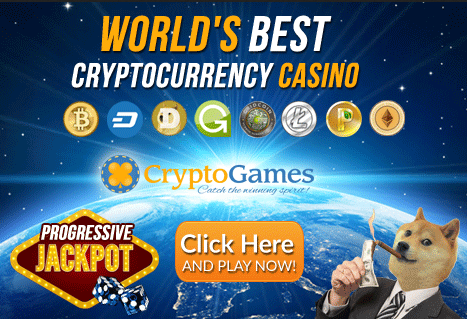 WORLD'S BEST
CRYPTOCURRENCY CASINO
CryptoGames
Catch the winning spirit!
PROGRESSIVE
JACKPOT
Click Here
AND PLAY NOW!